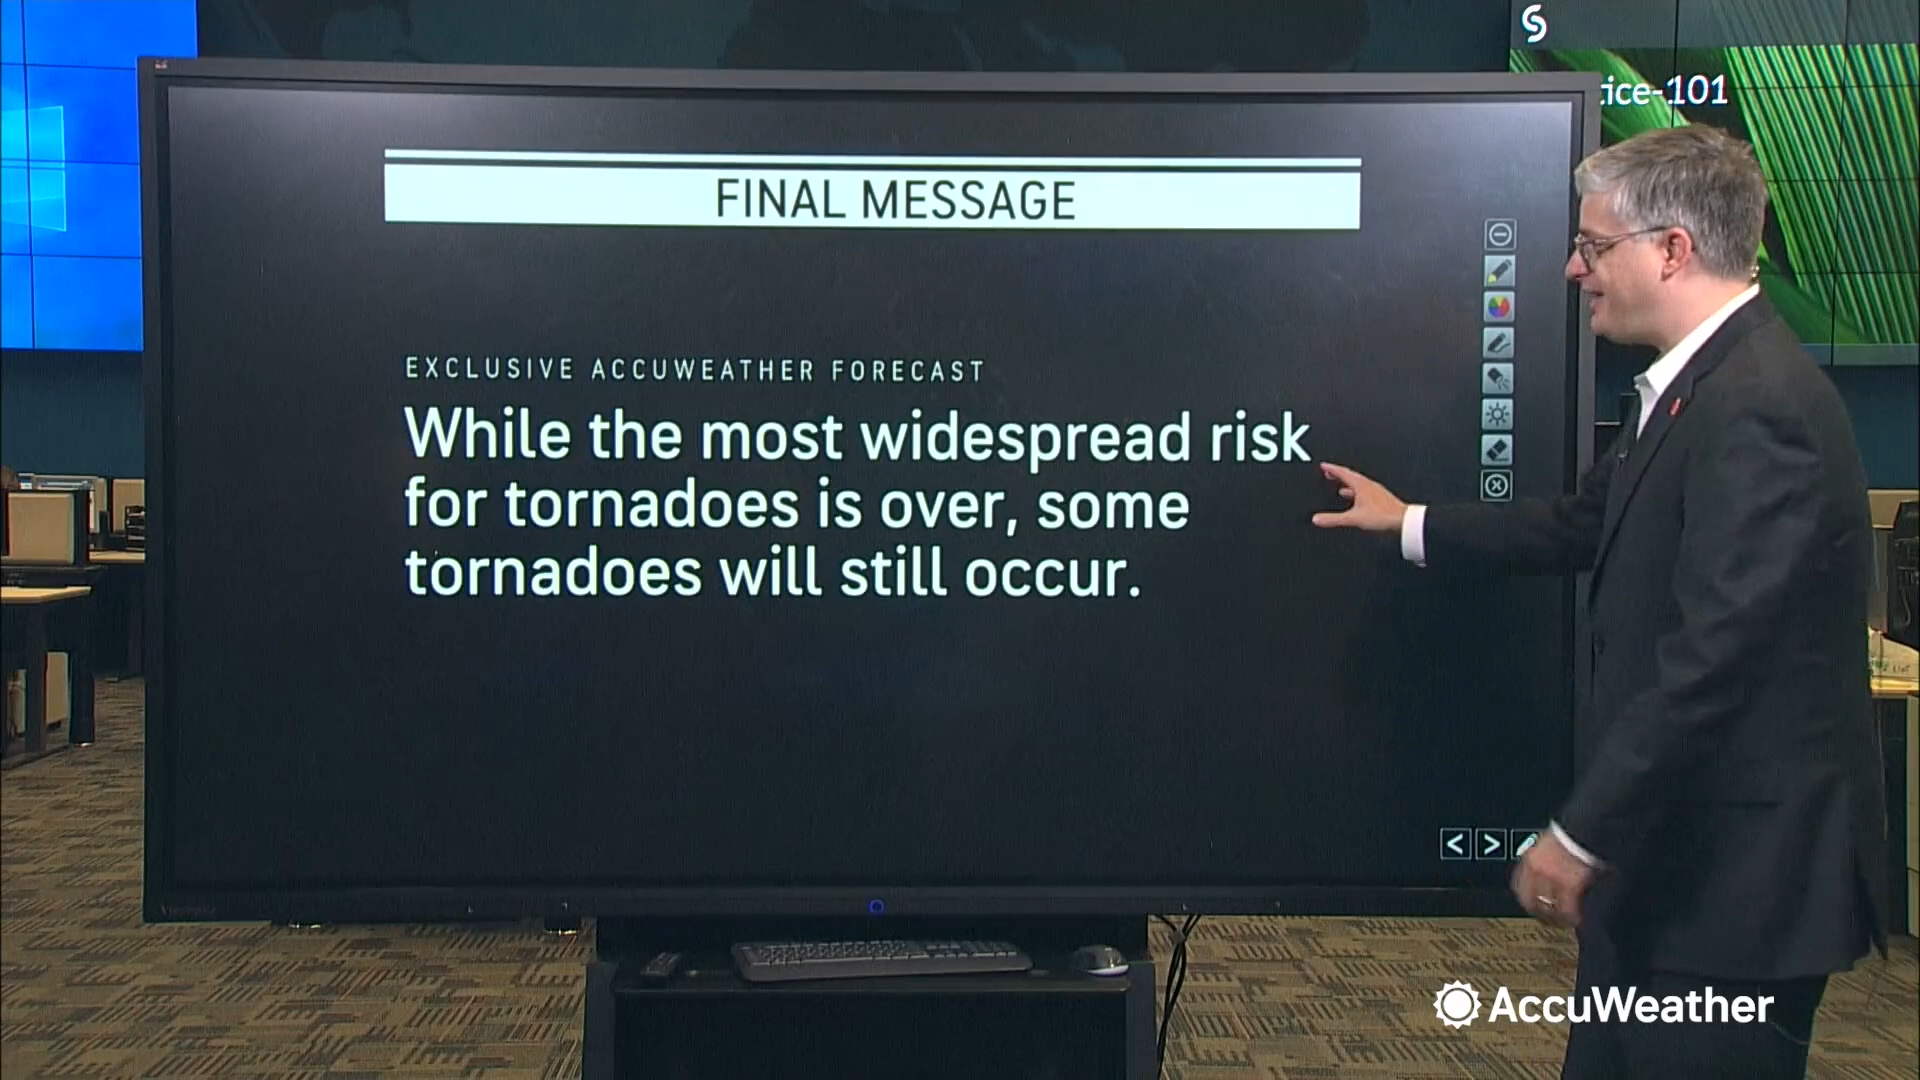 ice-101
FINAL MESSAGE
EXCLUSIVE ACCUWEATHER FORECAST
While the most widespread risk
for tornadoes is over, some
tornadoes will still occur.
< >
AccuWeather